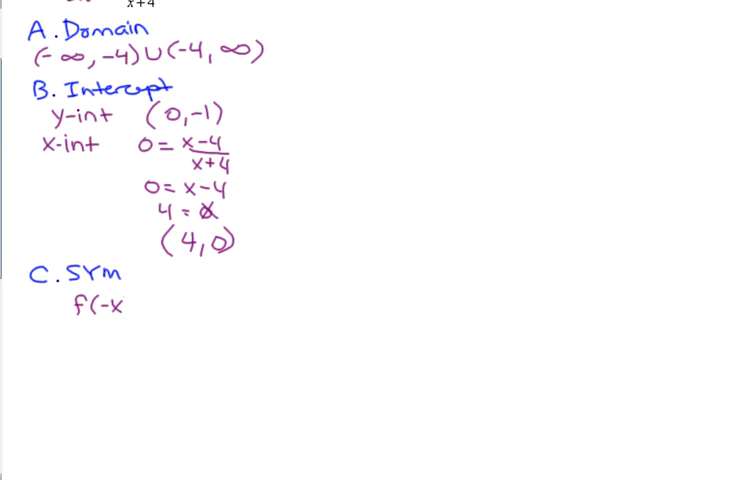 x+4
A. Domain
(-∞, -4) ∪ (-4, ∞)
B. Intercept
y-int (0, -1)
x-int 0 = x-4
x+4
0 = x-4
4 = x
(4, 0)
C. SYM
f(-x